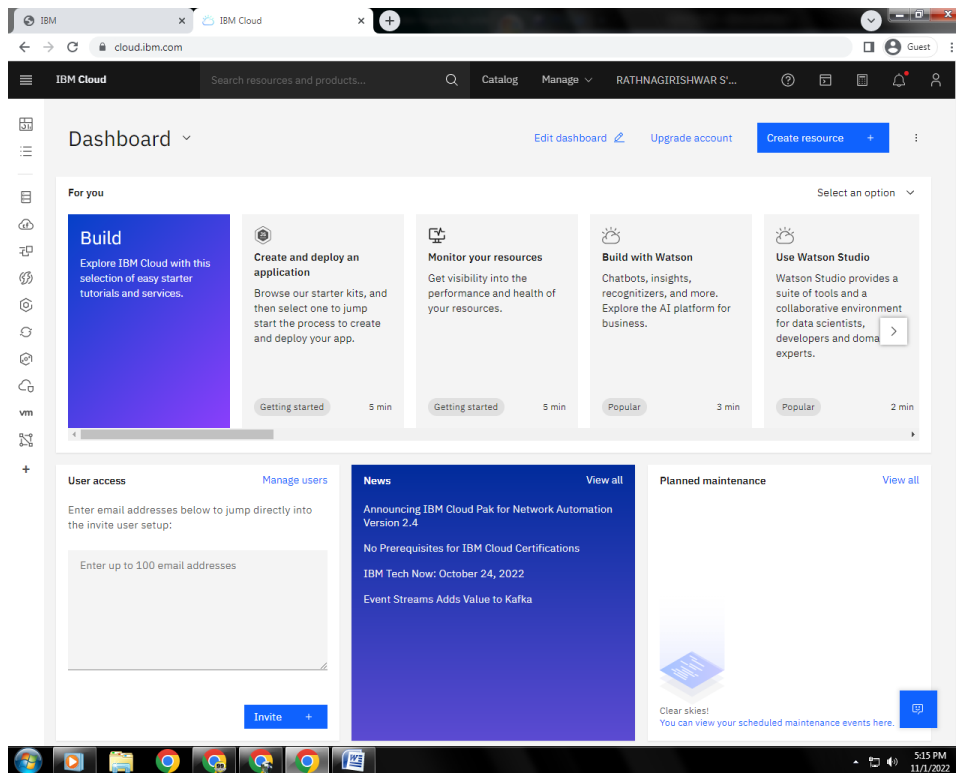 IBM
IBM Cloud
cloud.ibm.com
Guest
IBM Cloud
Search resources and products...
Catalog
Manage
RATHNAGIRISHWAR S'...
Dashboard
Edit dashboard
Upgrade account
Create resource +
For you
Select an option
Build
Explore IBM Cloud with this
selection of easy starter
tutorials and services.
Create and deploy an
application
Browse our starter kits, and
then select one to jump
start the process to create
and deploy your app.
Getting started
5 min
Monitor your resources
Get visibility into the
performance and health of
your resources.
Getting started
5 min
Build with Watson
Chatbots, insights,
recognizers, and more.
Explore the AI platform for
business.
Popular
3 min
Use Watson Studio
Watson Studio provides a
suite of tools and a
collaborative environment
for data scientists,
developers and doma
experts.
Popular
2 min
vm
User access
Manage users
Enter email addresses below to jump directly into
the invite user setup:
Enter up to 100 email addresses
Invite +
News
View all
Announcing IBM Cloud Pak for Network Automation
Version 2.4
No Prerequisites for IBM Cloud Certifications
IBM Tech Now: October 24, 2022
Event Streams Adds Value to Kafka
Planned maintenance
View all
Clear skies!
You can view your scheduled maintenance events here.
5:15 PM
11/1/2022